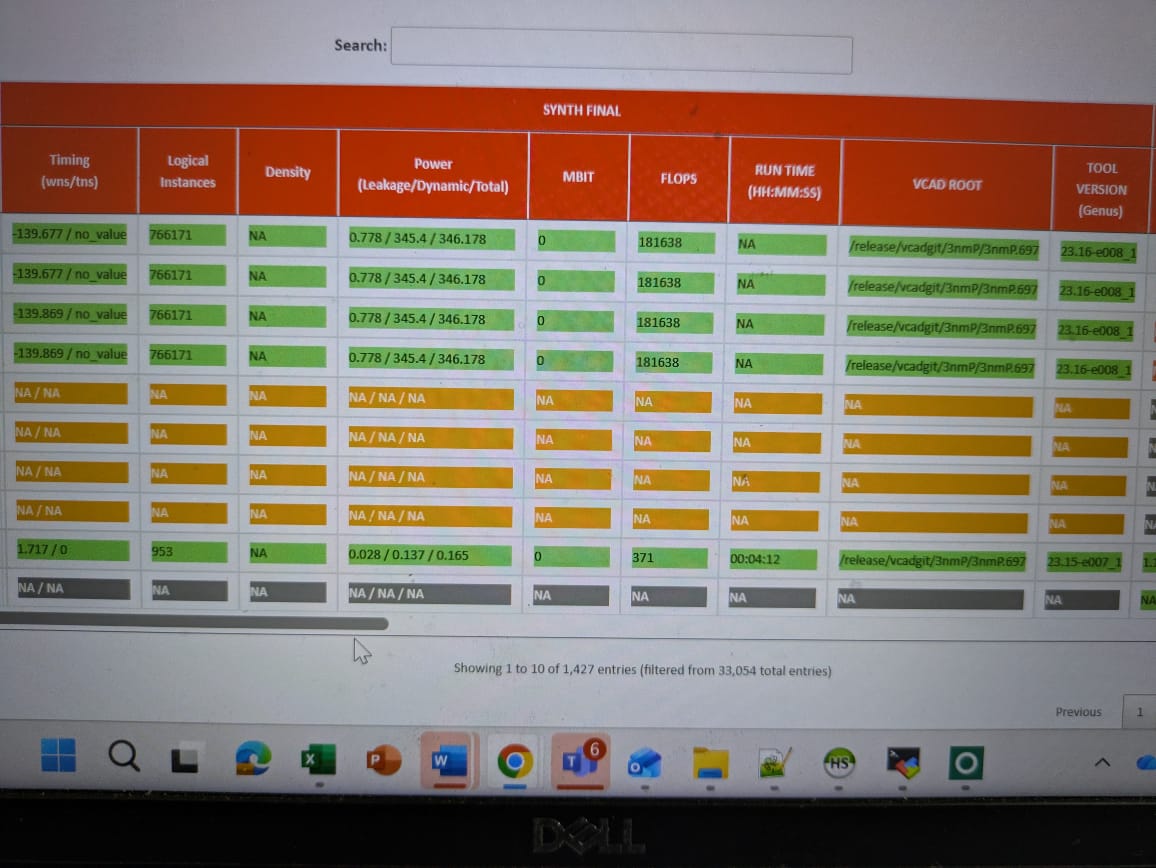 Search:
SYNTH FINAL
Timing (wns/tns) Logical Instances Density Power (Leakage/Dynamic/Total) MBIT FLOPS RUN TIME (HH:MM:SS) VCAD ROOT TOOL VERSION (Genus)
-139.677 / no_value 766171 NA 0.778 / 345.4 / 346.178 0 181638 NA /release/vcadgit/3nmP/3nmP.697 23.16-e008_1
-139.677 / no_value 766171 NA 0.778 / 345.4 / 346.178 0 181638 NA /release/vcadgit/3nmP/3nmP.697 23.16-e008_1
-139.869 / no_value 766171 NA 0.778 / 345.4 / 346.178 0 181638 NA /release/vcadgit/3nmP/3nmP.697 23.16-e008_1
-139.869 / no_value 766171 NA 0.778 / 345.4 / 346.178 0 181638 NA /release/vcadgit/3nmP/3nmP.697 23.16-e008_1
NA / NA NA NA NA / NA / NA NA NA NA NA NA
NA / NA NA NA NA / NA / NA NA NA NA NA NA
NA / NA NA NA NA / NA / NA NA NA NA NA NA
NA / NA NA NA NA / NA / NA NA NA NA NA NA
1.717 / 0 953 NA 0.028 / 0.137 / 0.165 0 371 00:04:12 /release/vcadgit/3nmP/3nmP.697 23.15-e007_1
NA / NA NA NA NA / NA / NA NA NA NA NA NA NA
Showing 1 to 10 of 1,427 entries (filtered from 33,054 total entries)
Previous 1
X P W T 6 O HS
DELL